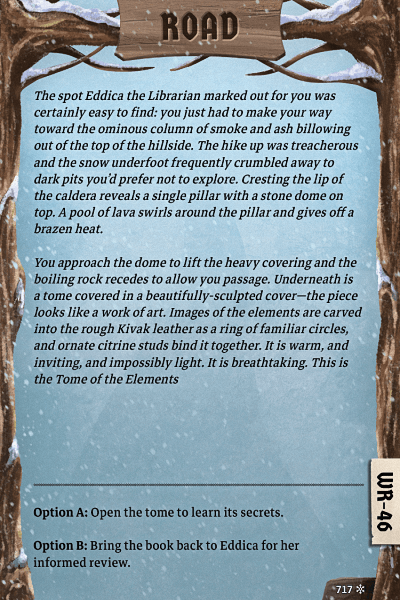 ROAD
The spot Eddica the Librarian marked out for you was
certainly easy to find: you just had to make your way
toward the ominous column of smoke and ash billowing
out of the top of the hillside. The hike up was treacherous
and the snow underfoot frequently crumbled away to
dark pits you'd prefer not to explore. Cresting the lip of
the caldera reveals a single pillar with a stone dome on
top. A pool of lava swirls around the pillar and gives off a
brazen heat.
You approach the dome to lift the heavy covering and the
boiling rock recedes to allow you passage. Underneath is
a tome covered in a beautifully-sculpted cover—the piece
looks like a work of art. Images of the elements are carved
into the rough Kivak leather as a ring of familiar circles,
and ornate citrine studs bind it together. It is warm, and
inviting, and impossibly light. It is breathtaking. This is
the Tome of the Elements
Option A: Open the tome to learn its secrets.
Option B: Bring the book back to Eddica for her
informed review.
WR-46
717